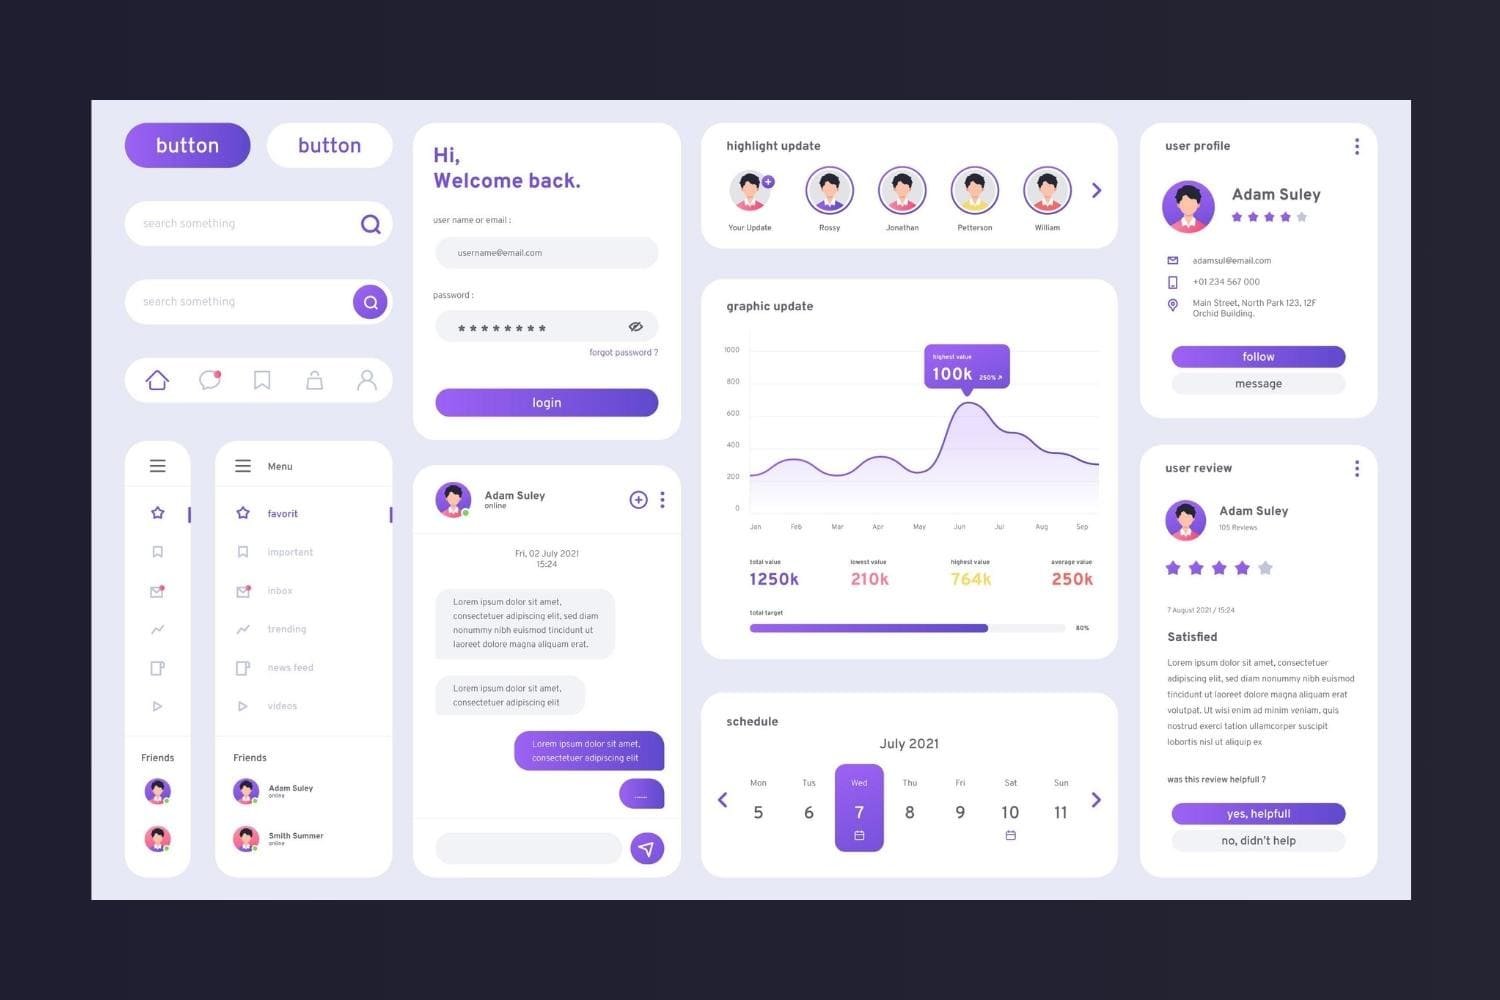 button
button
search something
search something
Menu
favorit
important
inbox
trending
news feed
videos
Friends
Friends
Adam Suley
online
Smith Summer
online
Hi,
Welcome back.
user name or email :
username@email.com
password :
********
forgot password ?
login
Adam Suley
online
Fri, 02 July 2021
15:24
Lorem ipsum dolor sit amet,
consectetuer adipiscing elit, sed diam
nonummy nibh euismod tincidunt ut
laoreet dolore magna aliquam erat.
Lorem ipsum dolor sit amet,
consectetuer adipiscing elit
Lorem ipsum dolor sit amet,
consectetuer adipiscing elit
......
highlight update
Your Update
Rossy
Jonathan
Petterson
William
graphic update
1000
800
600
400
200
0
highest value
100k 250% ↗
Jan Feb Mar Apr May Jun Jul Aug Sep
total value
1250k
lowest value
210k
highest value
764k
average value
250k
total target
80%
schedule
July 2021
Mon Tus Wed Thu Fri Sat Sun
5 6 7 8 9 10 11
user profile
Adam Suley
adamsul@email.com
+01 234 567 000
Main Street, North Park 123, 12F
Orchid Building.
follow
message
user review
Adam Suley
105 Reviews
7 August 2021 / 15:24
Satisfied
Lorem ipsum dolor sit amet, consectetuer
adipiscing elit, sed diam nonummy nibh euismod
tincidunt ut laoreet dolore magna aliquam erat
volutpat. Ut wisi enim ad minim veniam, quis
nostrud exerci tation ullamcorper suscipit
lobortis nisl ut aliquip ex
was this review helpfull ?
yes, helpfull
no, didn't help